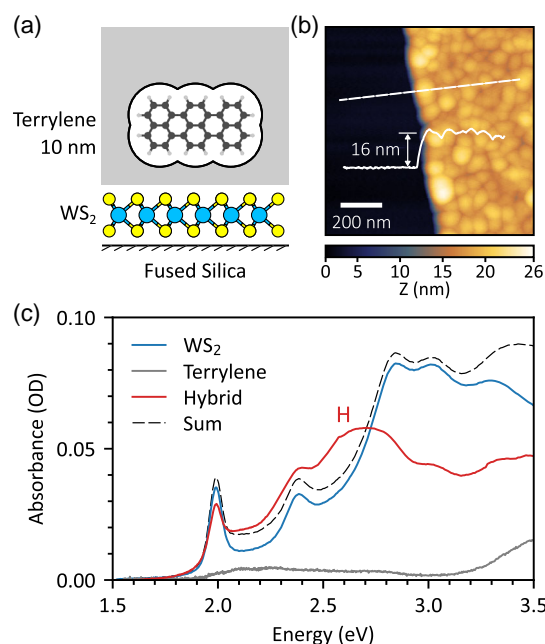 (a)
Terrylene
10 nm
WS₂
Fused Silica
(b)
16 nm
200 nm
0 5 10 15 20 26
Z (nm)
(c)
0.10
0.05
0.00
Absorbance (OD)
WS₂
Terrylene
Hybrid
Sum
H
1.5 2.0 2.5 3.0 3.5
Energy (eV)